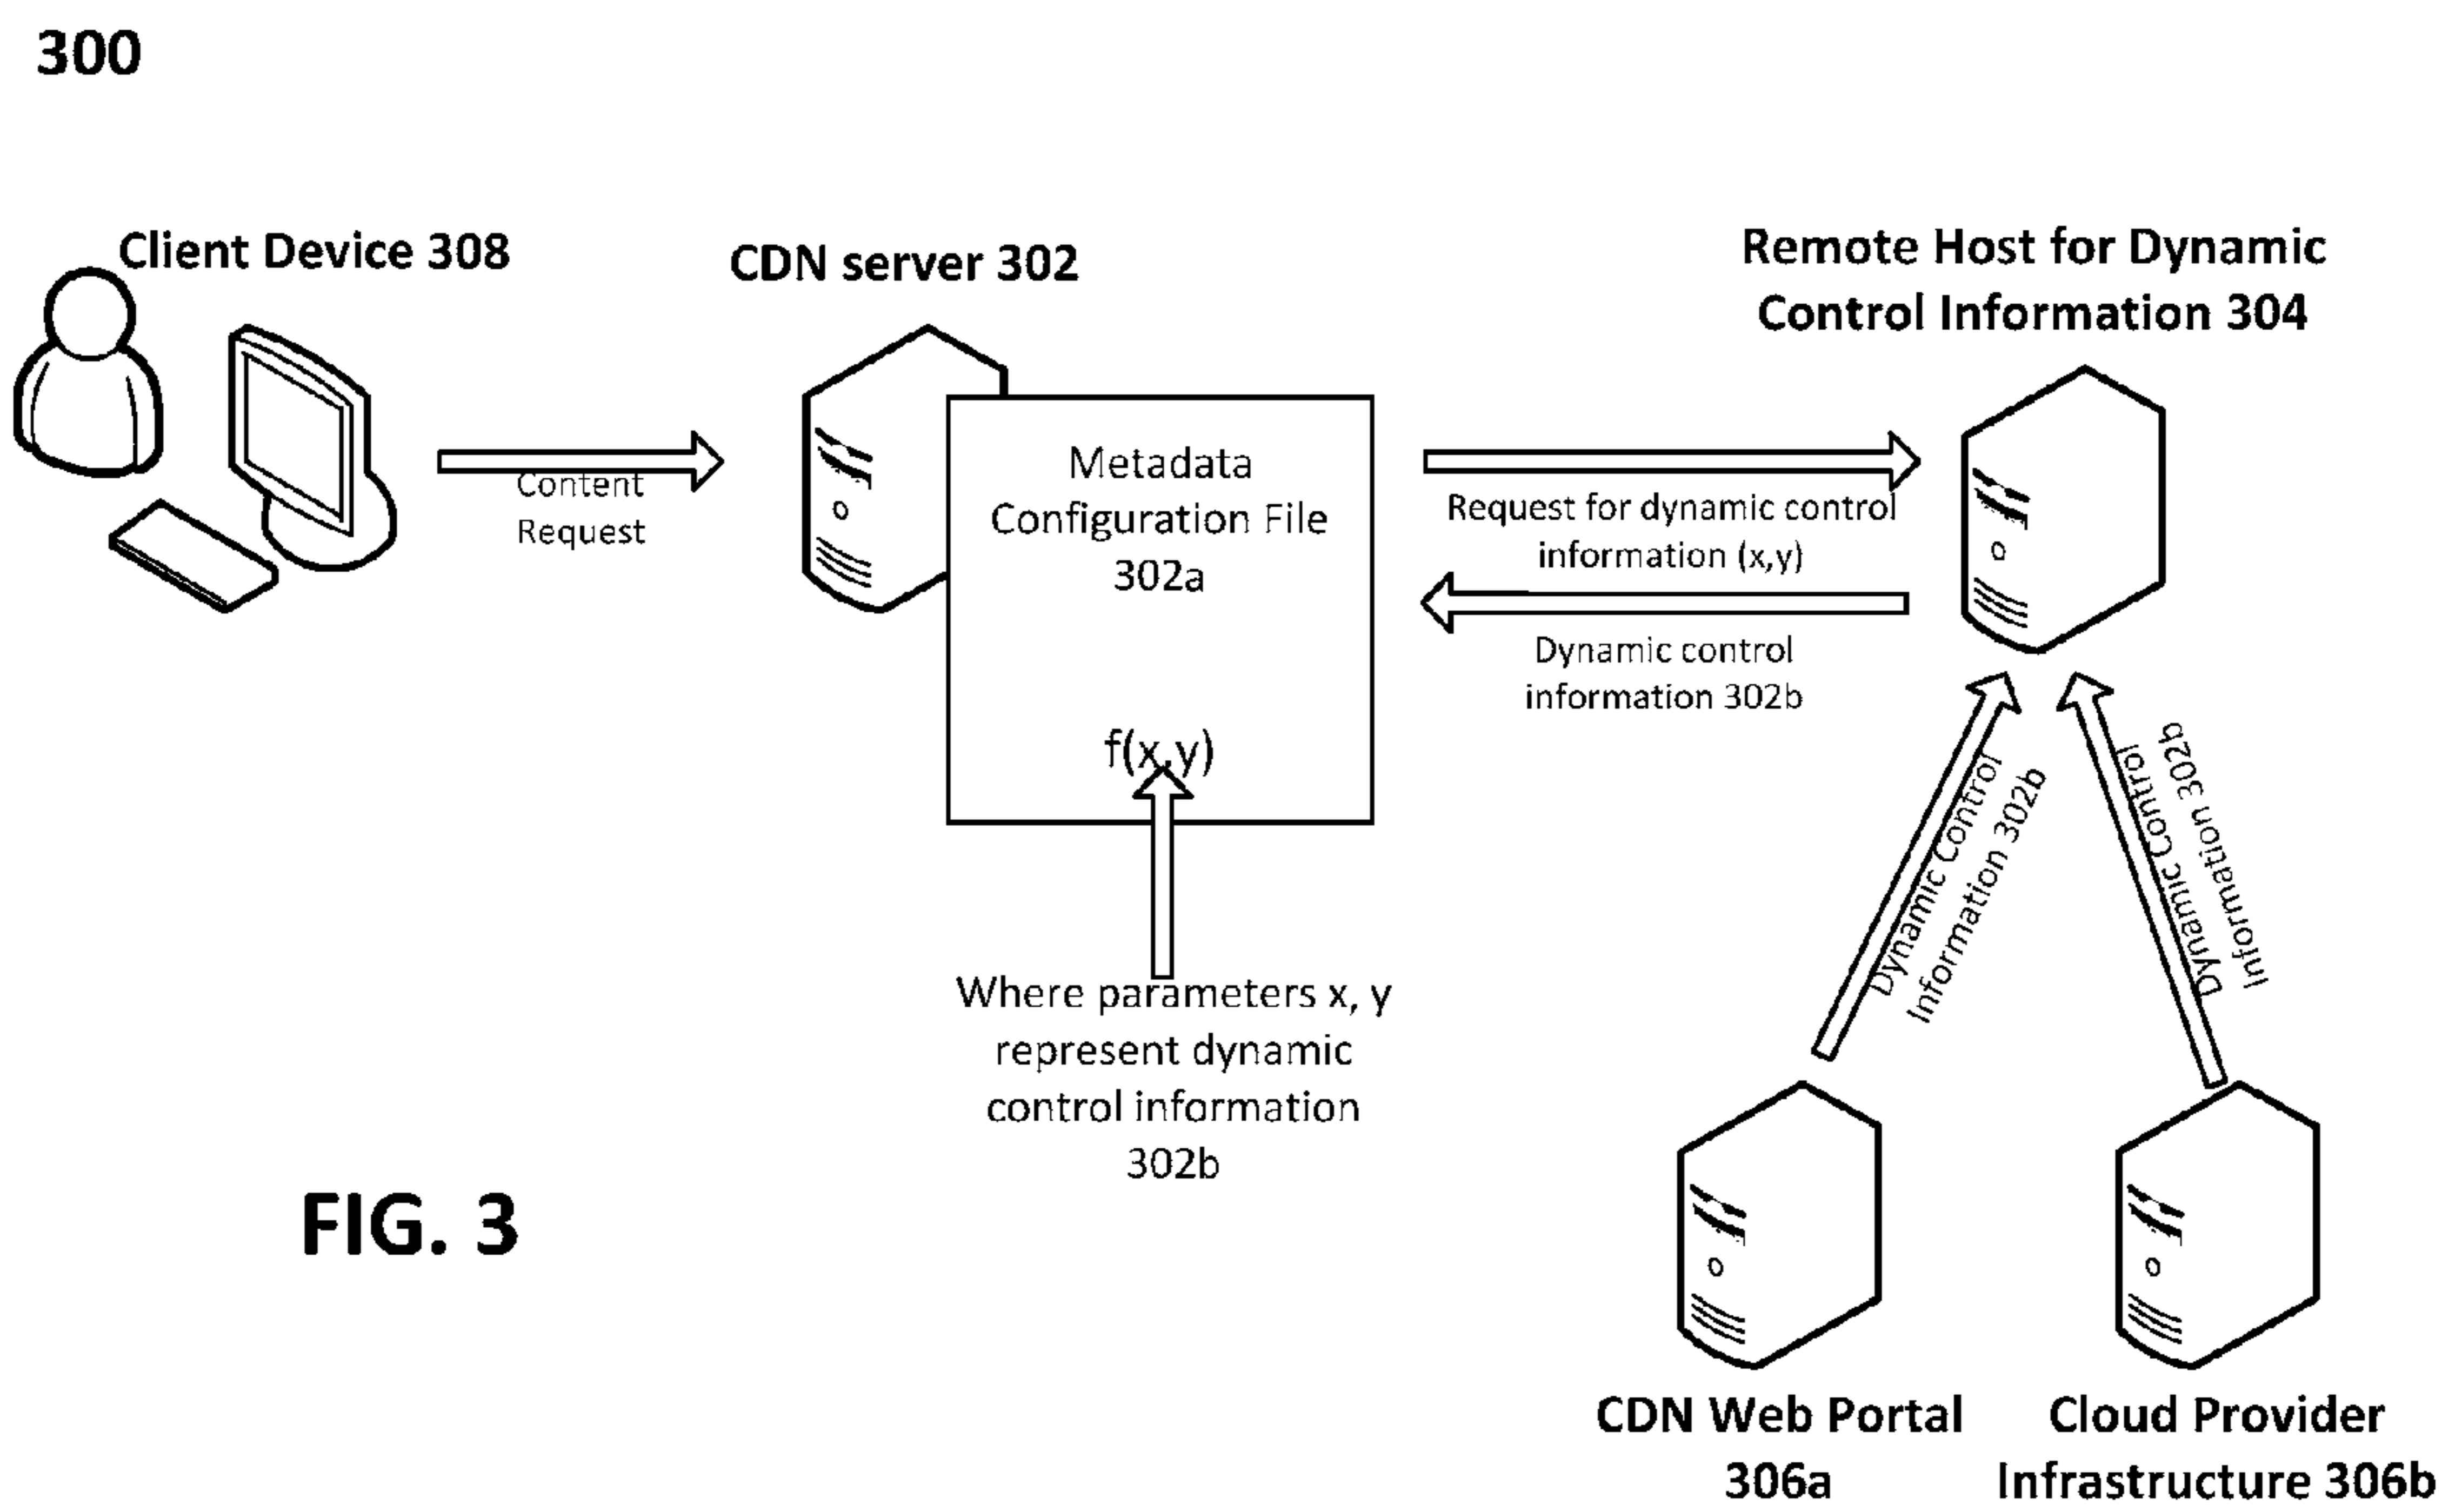 300
Client Device 308
CDN server 302
Remote Host for Dynamic
Control Information 304
Content
Request
Metadata
Configuration File
302a
f(x,y)
Request for dynamic control
information (x,y)
Dynamic control
information 302b
Where parameters x, y
represent dynamic
control information
302b
Dynamic Control
Information 302b
Dynamic Control
Information 302b
FIG. 3
CDN Web Portal
306a
Cloud Provider
Infrastructure 306b